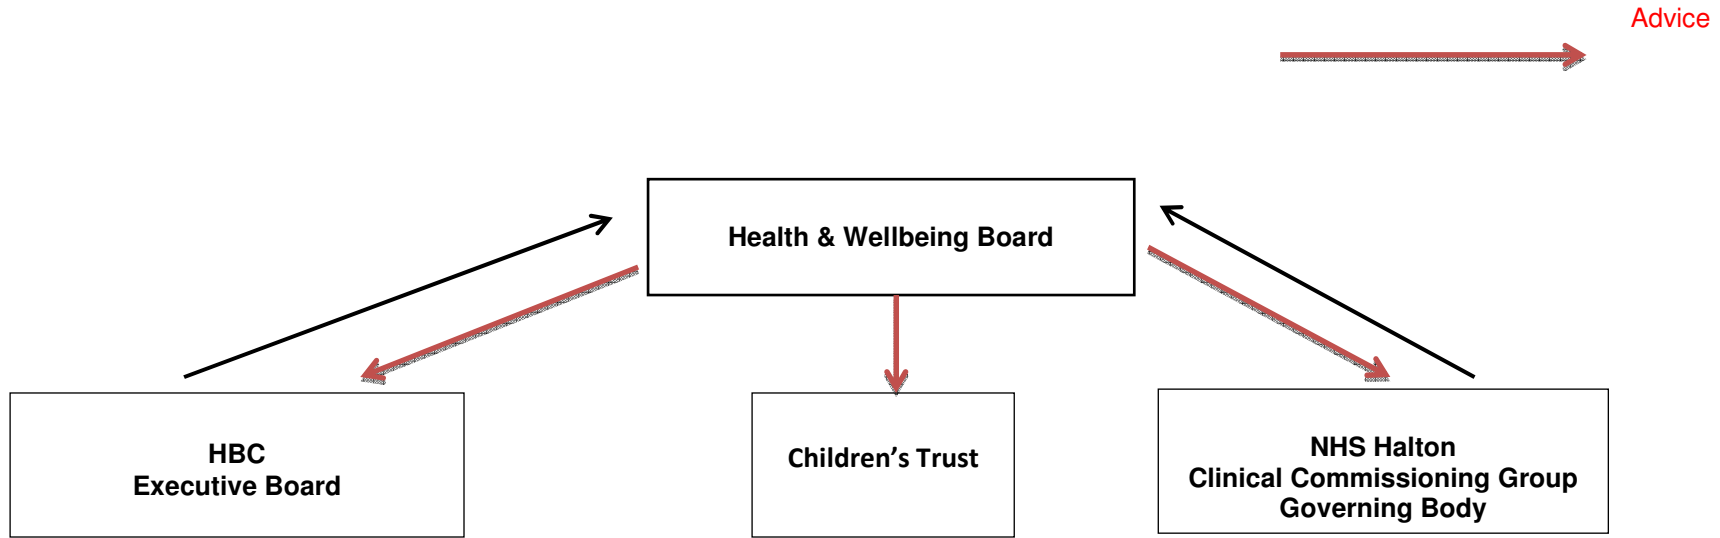 Advice
Health & Wellbeing Board
HBC
Executive Board
Children’s Trust
NHS Halton
Clinical Commissioning Group
Governing Body